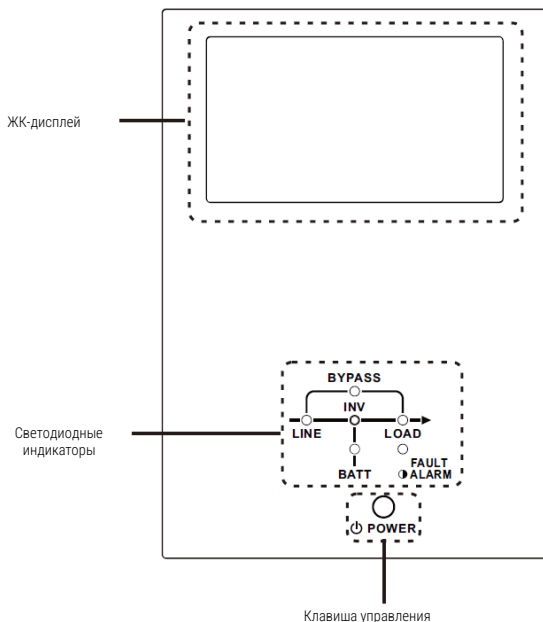 ЖК-дисплей
BYPASS
INV
LINE
LOAD
Светодиодные
индикаторы
BATT
FAULT
ALARM
POWER
Клавиша управления